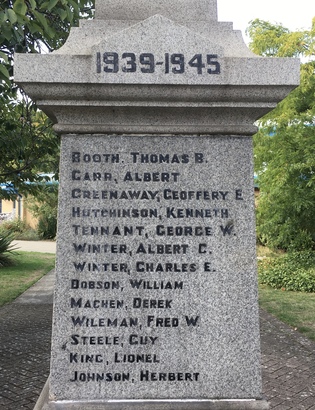 1939-1945
BOOTH, THOMAS B.
CARR, ALBERT
GREENAWAY, GEOFFERY E.
HUTCHINSON, KENNETH
TENNANT, GEORGE W.
WINTER, ALBERT C.
WINTER, CHARLES E.
DOBSON, WILLIAM
MACHEN, DEREK
WILEMAN, FRED W.
STEELE, GUY
KING, LIONEL
JOHNSON, HERBERT